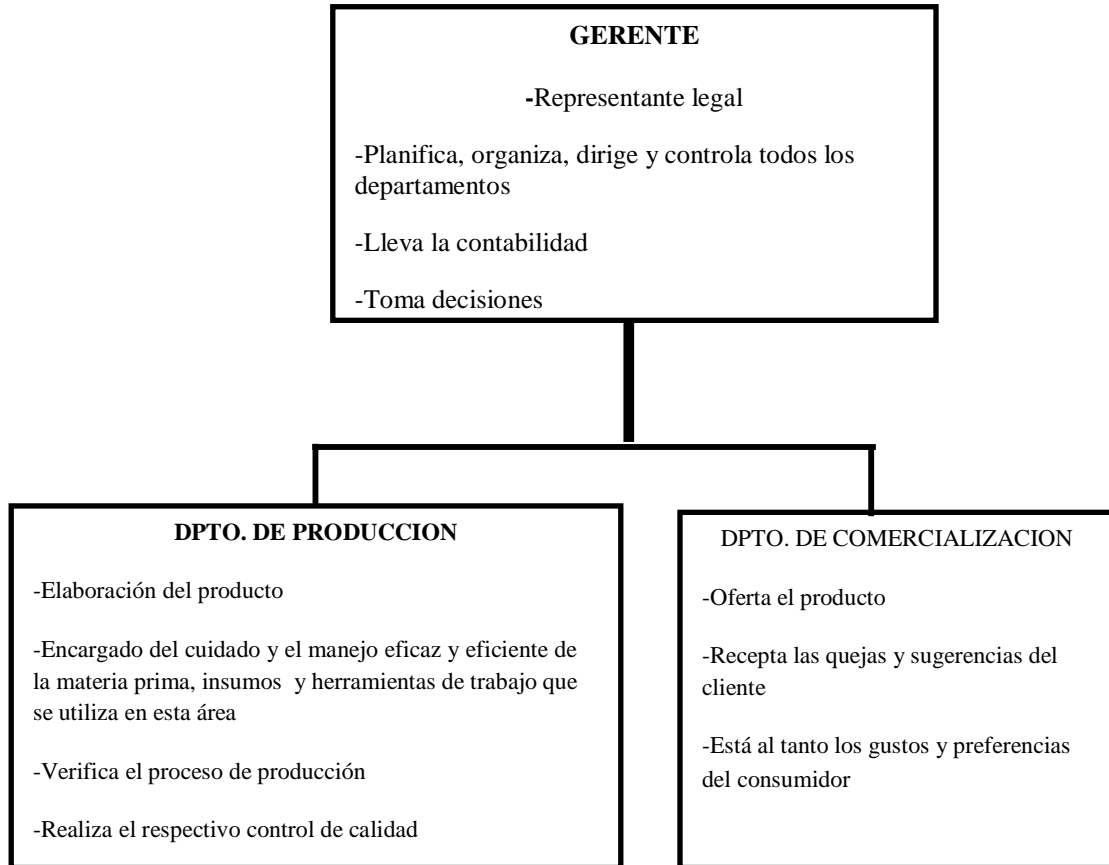 GERENTE
-Representante legal
-Planifica, organiza, dirige y controla todos los
departamentos
-Lleva la contabilidad
-Toma decisiones
DPTO. DE PRODUCCION
-Elaboración del producto
-Encargado del cuidado y el manejo eficaz y eficiente de
la materia prima, insumos  y herramientas de trabajo que
se utiliza en esta área
-Verifica el proceso de producción
-Realiza el respectivo control de calidad
DPTO. DE COMERCIALIZACION
-Oferta el producto
-Recepta las quejas y sugerencias del
cliente
-Está al tanto los gustos y preferencias
del consumidor